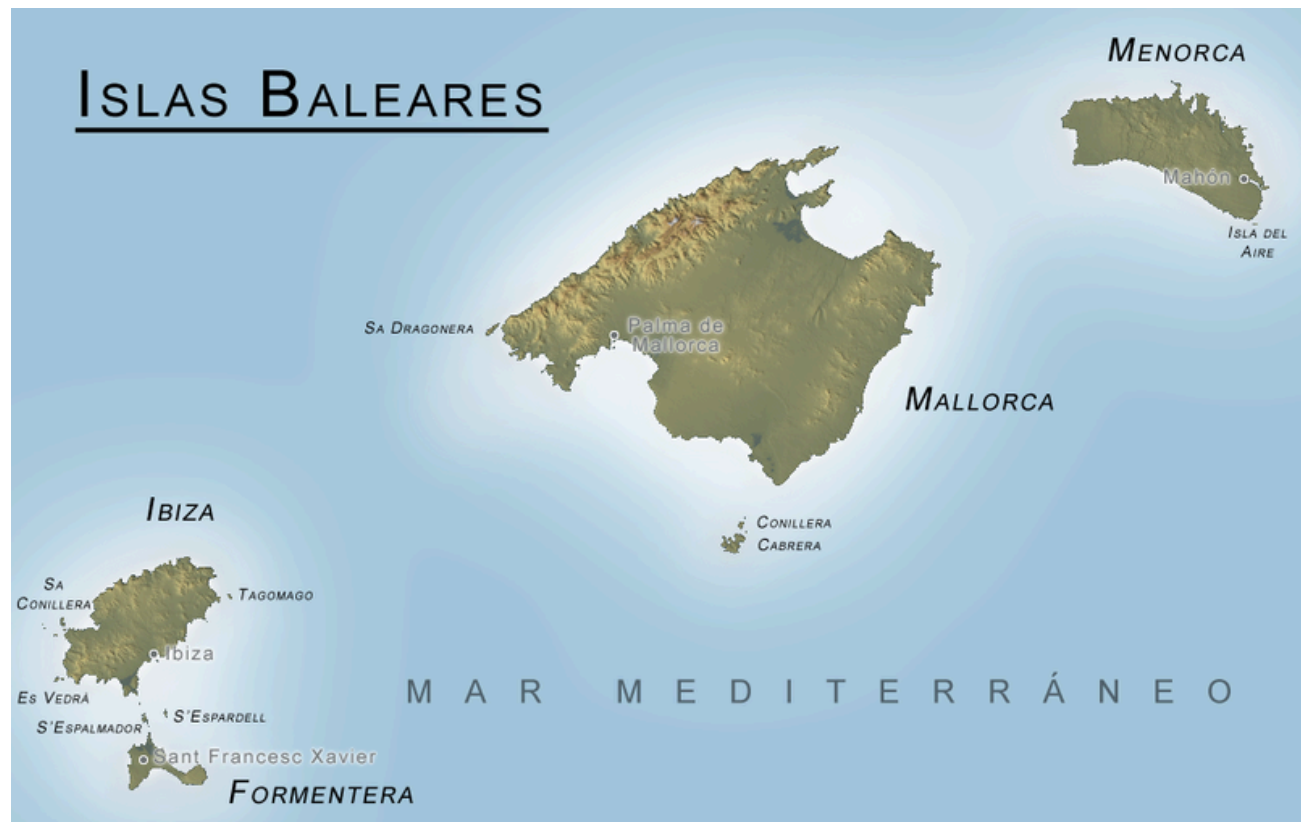 Islas Baleares
Menorca
Mahón
Isla del
Aire
Sa Dragonera
Palma de
Mallorca
Mallorca
Conillera
Cabrera
Ibiza
Sa
Conillera
Tagomago
Ibiza
Es Vedrà
S'Espardell
S'Espalmador
MAR MEDITERRÁNEO
Sant Francesc Xavier
Formentera